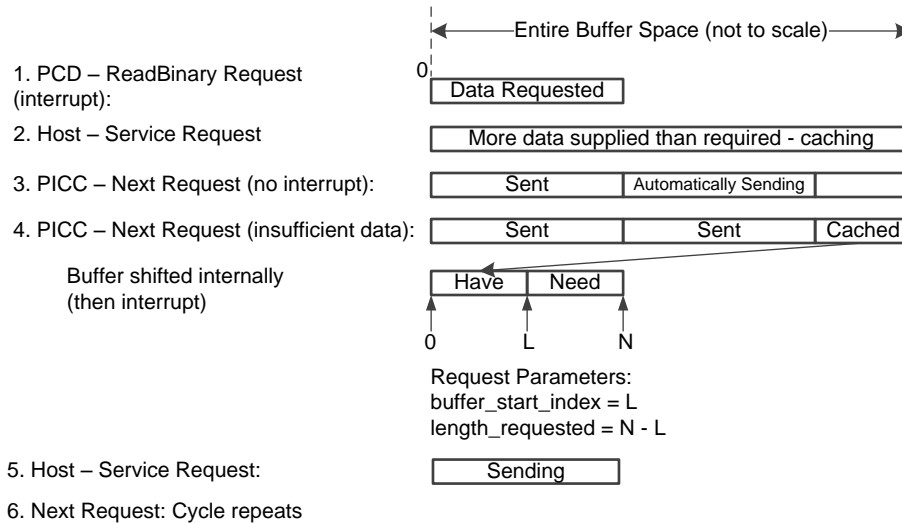 Entire Buffer Space (not to scale)
0
1. PCD – ReadBinary Request
(interrupt):
Data Requested
2. Host – Service Request
More data supplied than required - caching
3. PICC – Next Request (no interrupt):
Sent
Automatically Sending
4. PICC – Next Request (insufficient data):
Sent
Sent
Cached
Buffer shifted internally
(then interrupt)
Have
Need
0
L
N
Request Parameters:
buffer_start_index = L
length_requested = N - L
5. Host – Service Request:
Sending
6. Next Request: Cycle repeats